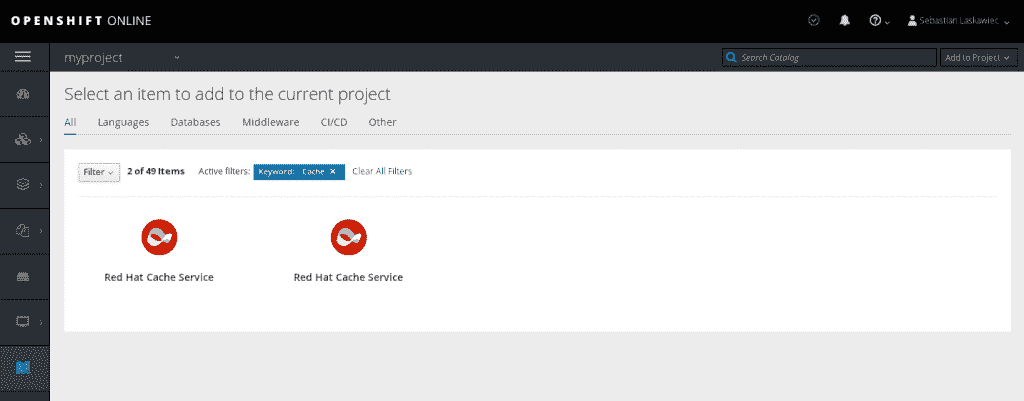 OPENSHIFT ONLINE
Sebastian Laskawiec
myproject
Search Catalog
Add to Project
Select an item to add to the current project
All Languages Databases Middleware CI/CD Other
Filter 2 of 49 Items Active filters: Keyword: Cache × Clear All Filters
Red Hat Cache Service Red Hat Cache Service